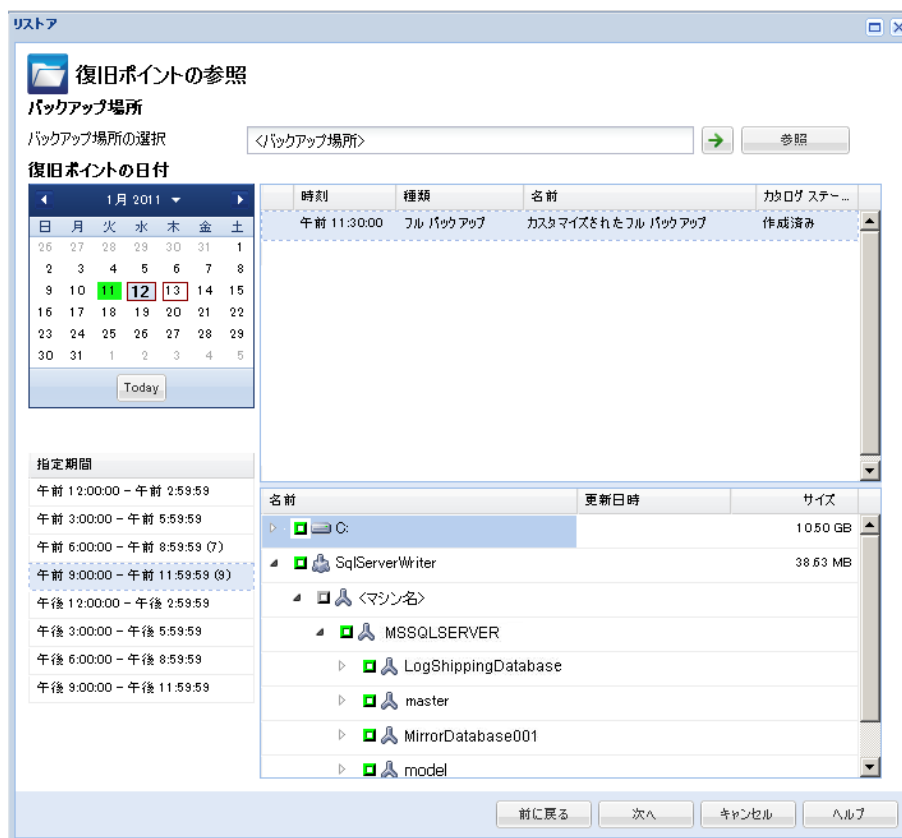 リストア
復旧ポイントの参照
バックアップ場所
バックアップ場所の選択 <バックアップ場所> 参照
復旧ポイントの日付
1月 2011
日 月 火 水 木 金 土
26 27 28 29 30 31 1
2 3 4 5 6 7 8
9 10 11 12 13 14 15
16 17 18 19 20 21 22
23 24 25 26 27 28 29
30 31 1 2 3 4 5
Today
時刻 種類 名前 カタログ ステー...
午前 11:30:00 フル バックアップ カスタマイズされたフル バックアップ 作成済み
指定期間
午前 12:00:00 - 午前 2:59:59
午前 3:00:00 - 午前 5:59:59
午前 6:00:00 - 午前 8:59:59 (7)
午前 9:00:00 - 午前 11:59:59 (9)
午後 12:00:00 - 午後 2:59:59
午後 3:00:00 - 午後 5:59:59
午後 6:00:00 - 午後 8:59:59
午後 9:00:00 - 午後 11:59:59
名前 更新日時 サイズ
C: 10.50 GB
SqlServerWriter 38.63 MB
<マシン名>
MSSQLSERVER
LogShippingDatabase
master
MirrorDatabase001
model
前に戻る 次へ キャンセル ヘルプ